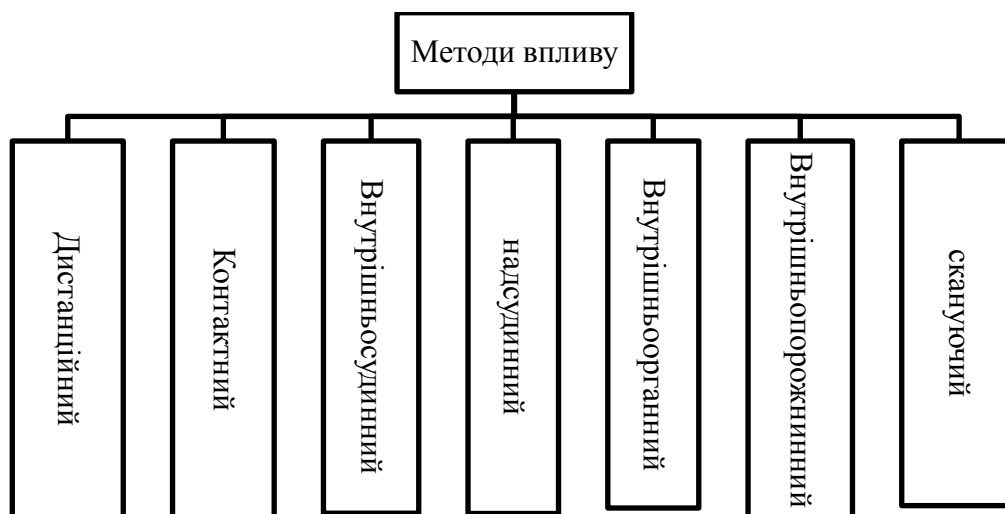 Методи впливу
Дистанційний
Контактний
Внутрішньосудинний
надсудинний
Внутрішньоорганний
Внутрішньопорожнинний
скануючий